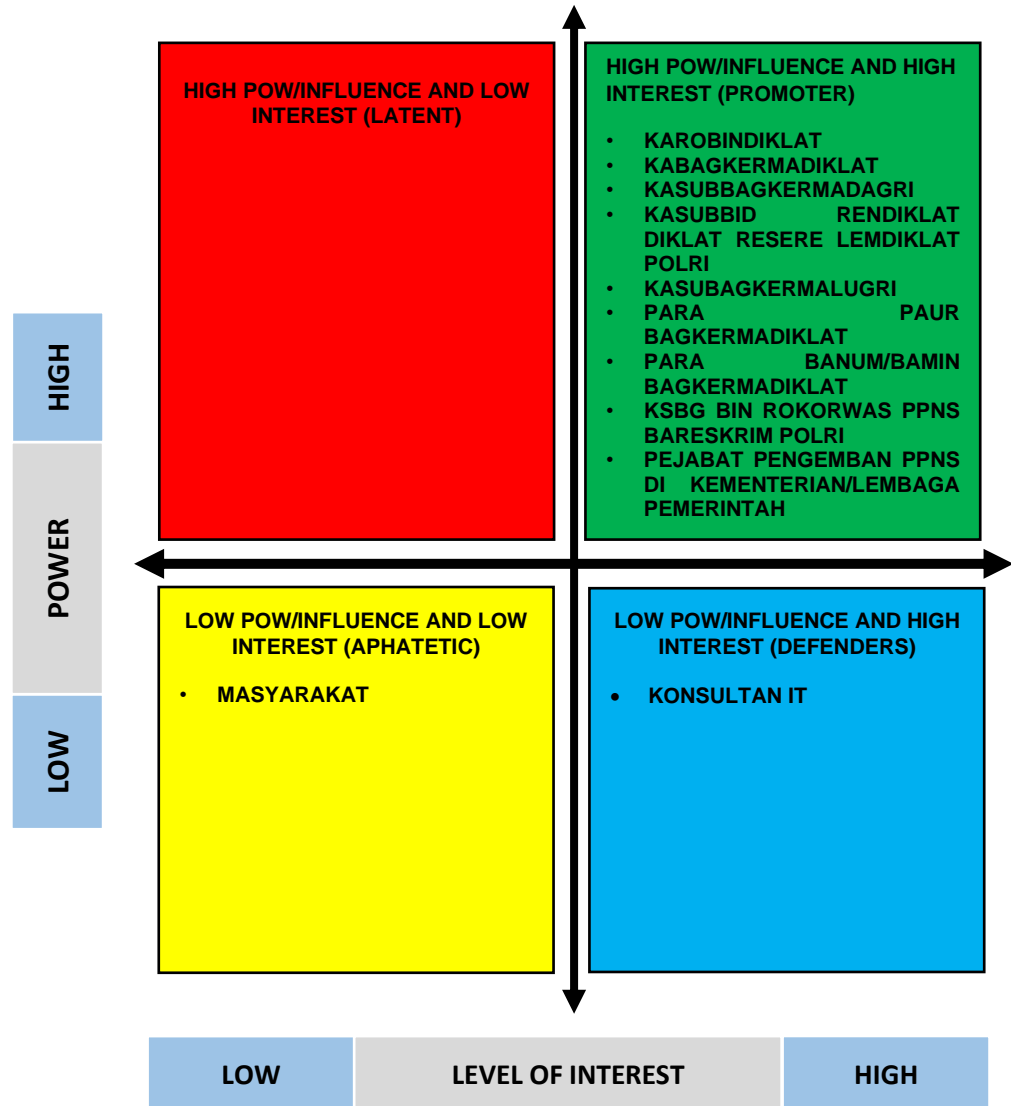 HIGH POW/INFLUENCE AND LOW
INTEREST (LATENT)
HIGH POW/INFLUENCE AND HIGH
INTEREST (PROMOTER)
• KAROBINDIKLAT
• KABAGKERMADIKLAT
• KASUBBAGKERMADAGRI
• KASUBBID RENDIKLAT
DIKLAT RESERE LEMDIKLAT
POLRI
• KASUBAGKERMALUGRI
• PARA PAUR
BAGKERMADIKLAT
• PARA BANUM/BAMIN
BAGKERMADIKLAT
• KSBG BIN ROKORWAS PPNS
BARESKRIM POLRI
• PEJABAT PENGEMBAN PPNS
DI KEMENTERIAN/LEMBAGA
PEMERINTAH
HIGH
POWER
LOW
LOW POW/INFLUENCE AND LOW
INTEREST (APHATETIC)
• MASYARAKAT
LOW POW/INFLUENCE AND HIGH
INTEREST (DEFENDERS)
• KONSULTAN IT
LOW
LEVEL OF INTEREST
HIGH